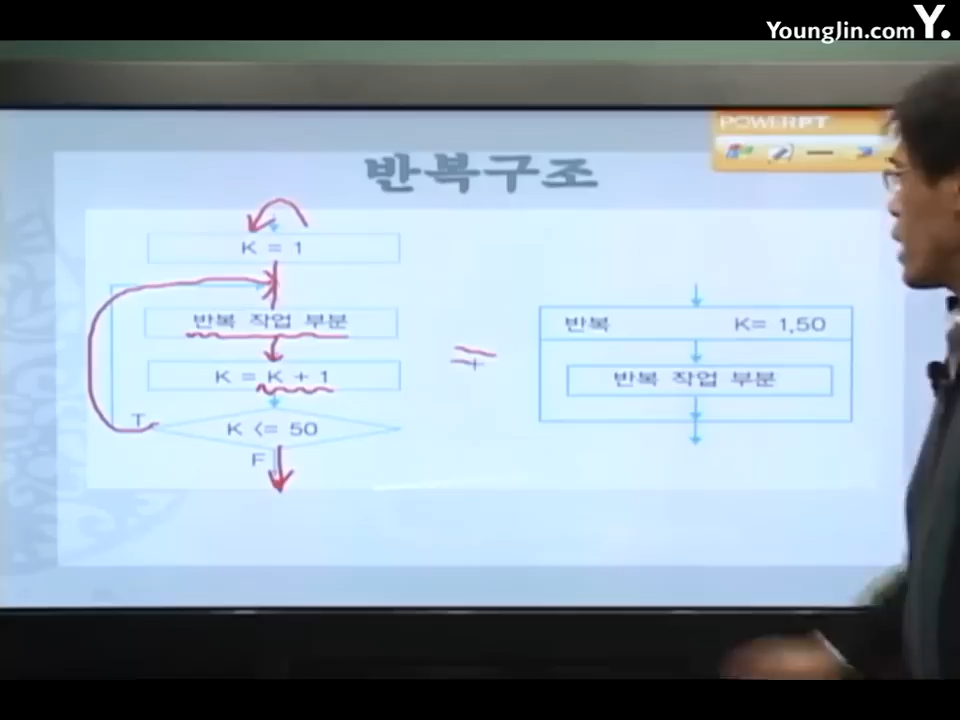 YoungJin.com Y.
POWERPT
반복구조
K = 1
반복 작업 부분
K = K + 1
T
K <= 50
F
=
반복 K= 1,50
반복 작업 부분